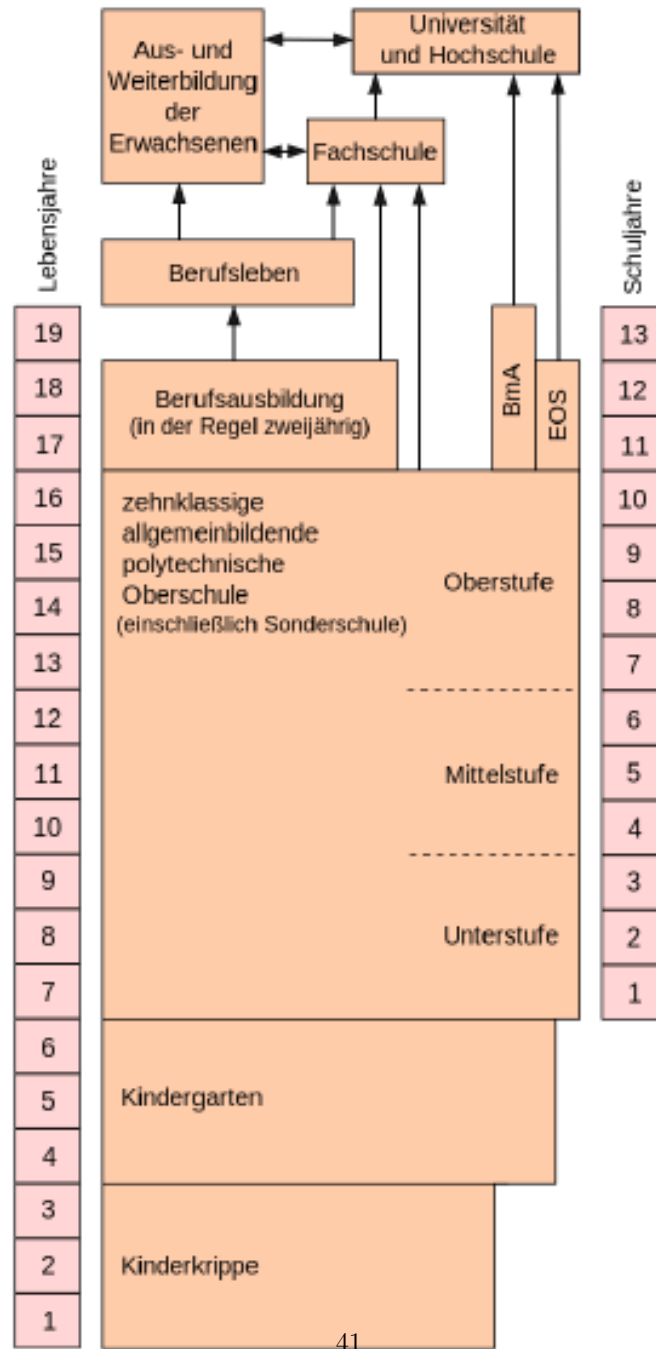 Aus- und
Weiterbildung
der
Erwachsenen
Universität
und Hochschule
Fachschule
Berufsleben
Lebensjahre
Schuljahre
19
18
17
16
15
14
13
12
11
10
9
8
7
6
5
4
3
2
1
Berufsausbildung
(in der Regel zweijährig)
BmA
EOS
zehnklassige
allgemeinbildende
polytechnische
Oberschule
(einschließlich Sonderschule)
Oberstufe
Mittelstufe
Unterstufe
Kindergarten
Kinderkrippe
13
12
11
10
9
8
7
6
5
4
3
2
1
41